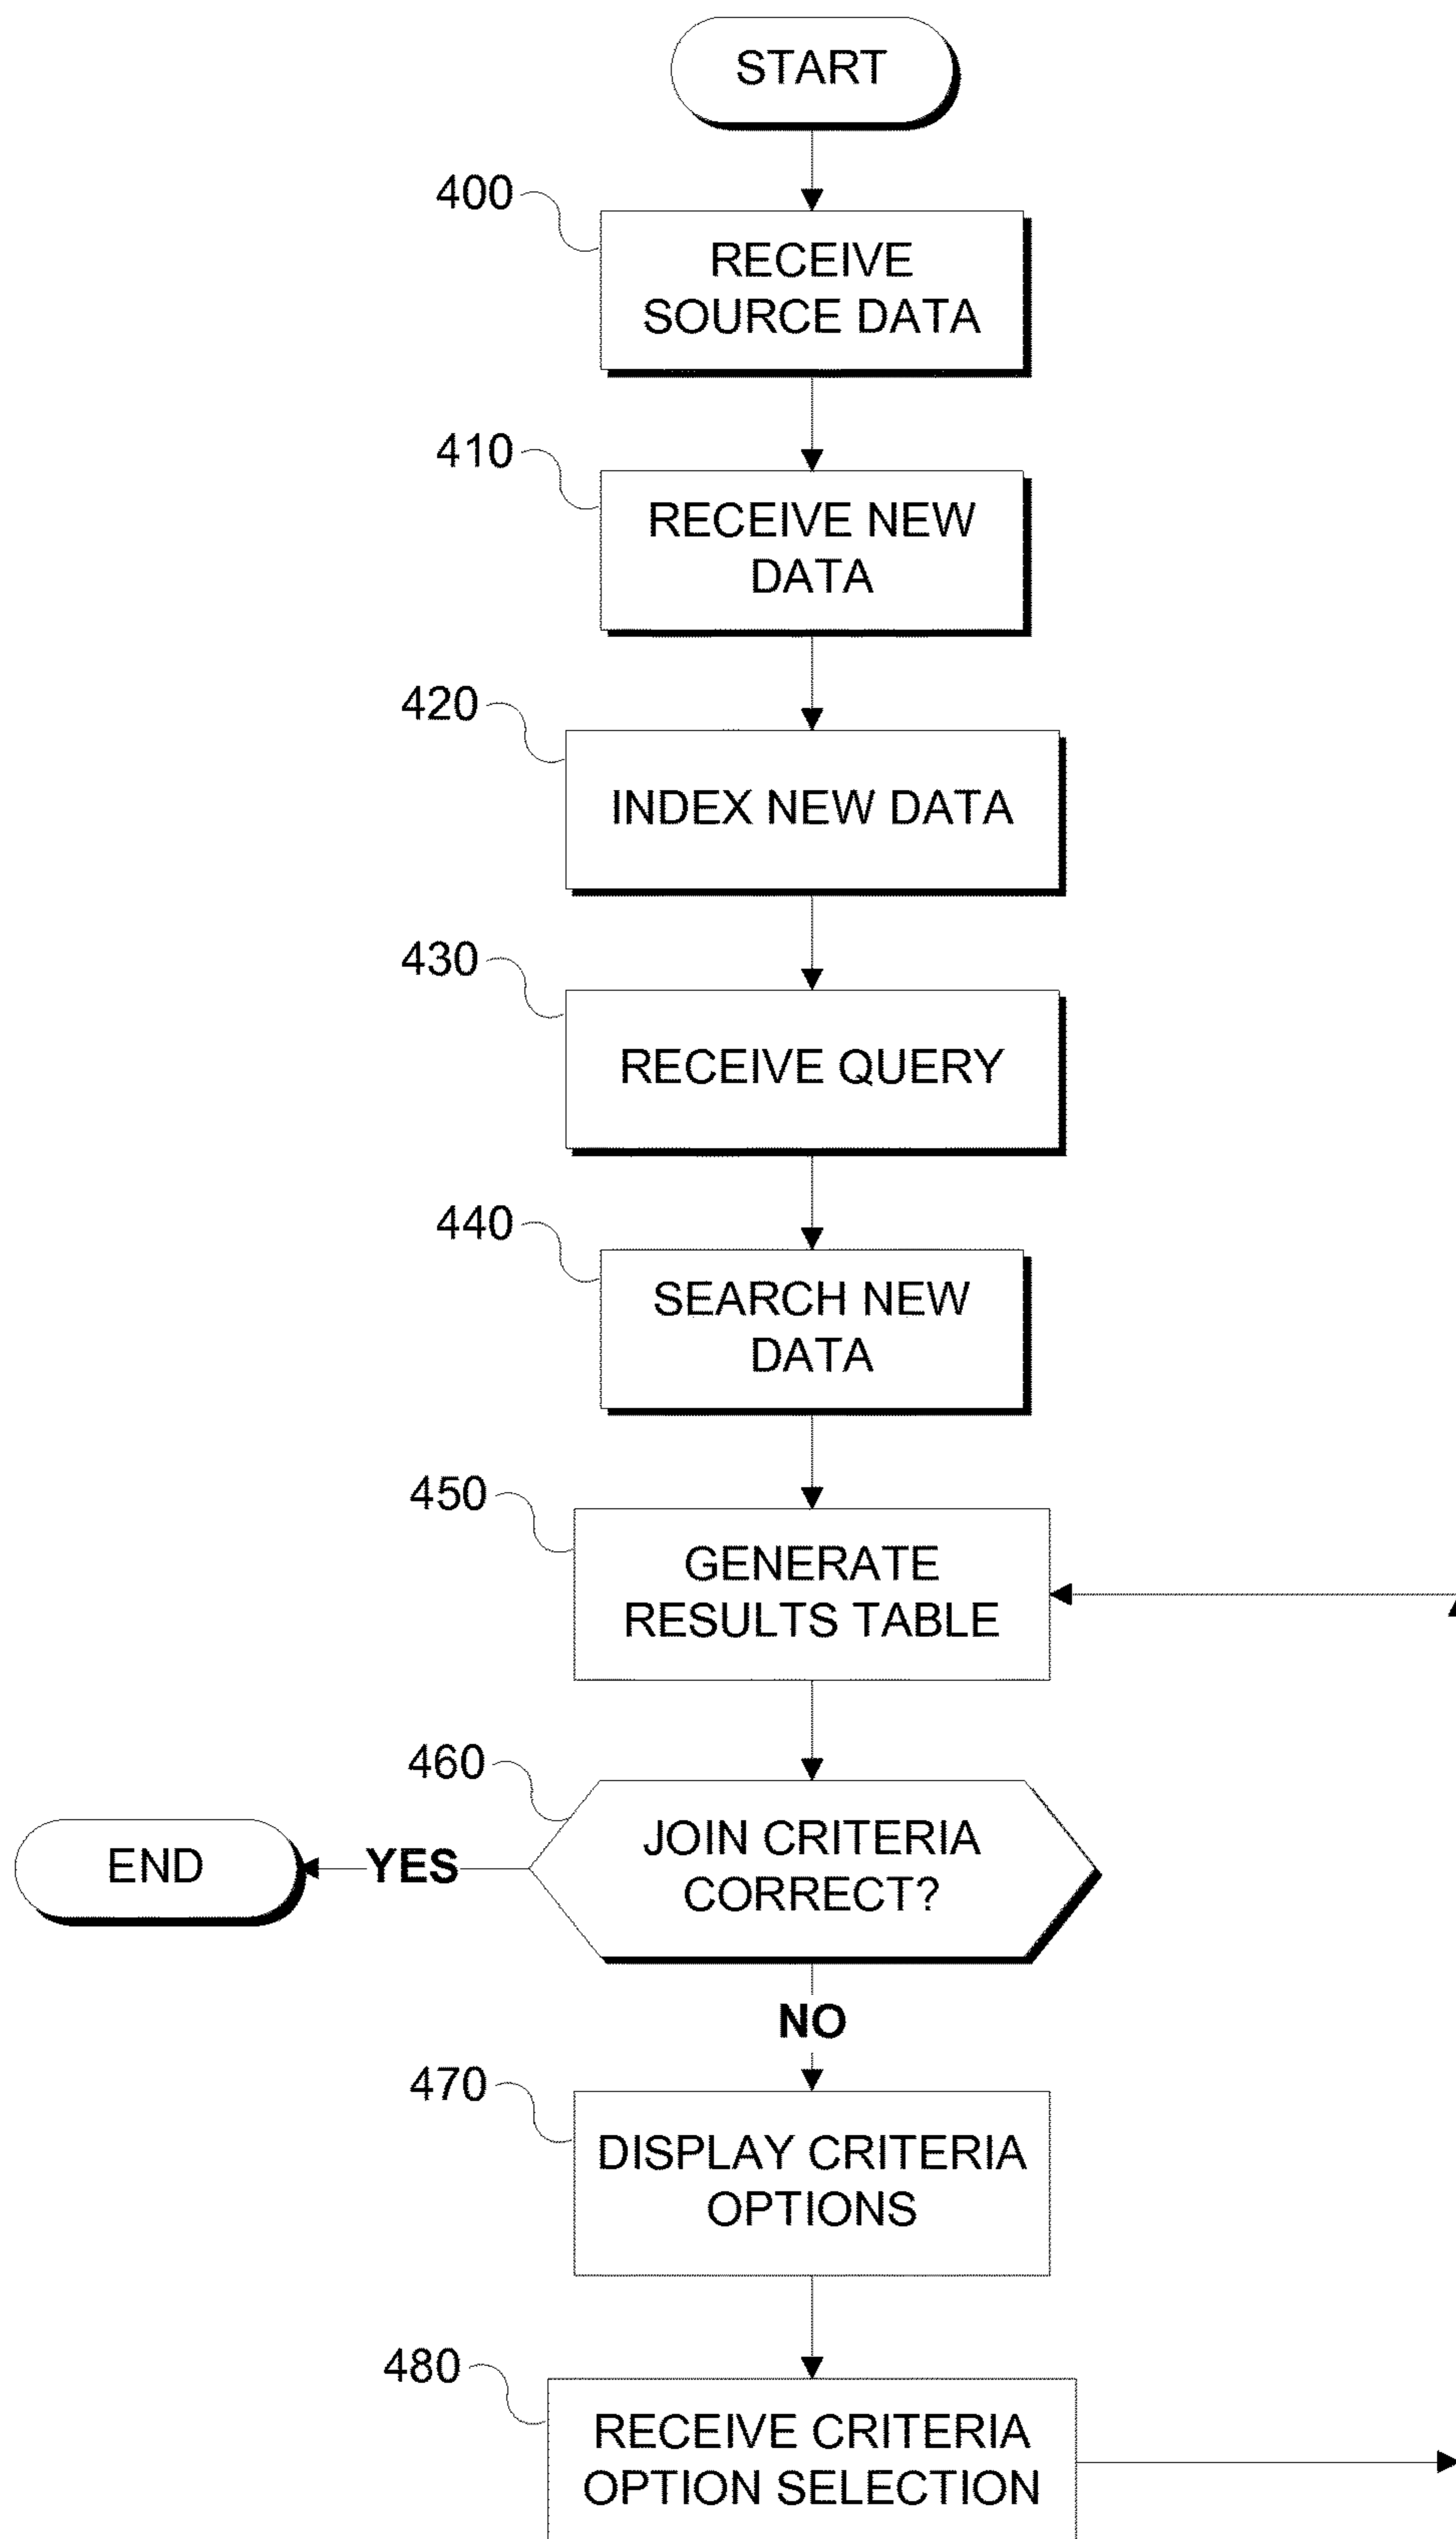 START
400
RECEIVE
SOURCE DATA
410
RECEIVE NEW
DATA
420
INDEX NEW DATA
430
RECEIVE QUERY
440
SEARCH NEW
DATA
450
GENERATE
RESULTS TABLE
460
JOIN CRITERIA
CORRECT?
END
YES
NO
470
DISPLAY CRITERIA
OPTIONS
480
RECEIVE CRITERIA
OPTION SELECTION